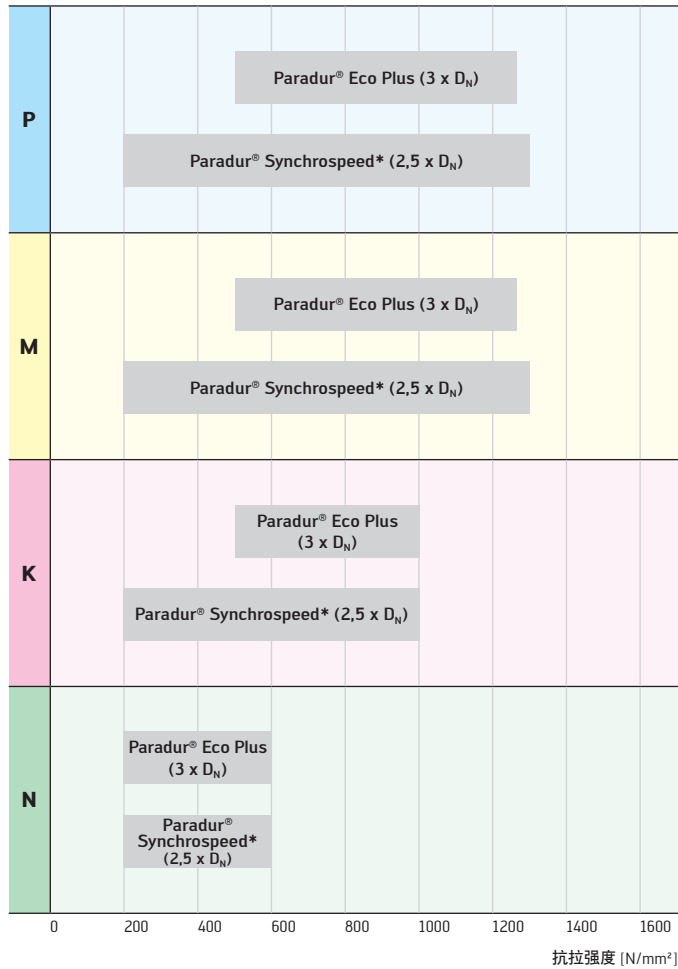 P
Paradur® Eco Plus (3 x DN)
Paradur® Synchrospeed* (2,5 x DN)
M
Paradur® Eco Plus (3 x DN)
Paradur® Synchrospeed* (2,5 x DN)
K
Paradur® Eco Plus
(3 x DN)
Paradur® Synchrospeed* (2,5 x DN)
N
Paradur® Eco Plus
(3 x DN)
Paradur®
Synchrospeed*
(2,5 x DN)
0 200 400 600 800 1000 1200 1400 1600
抗拉强度 [N/mm²]